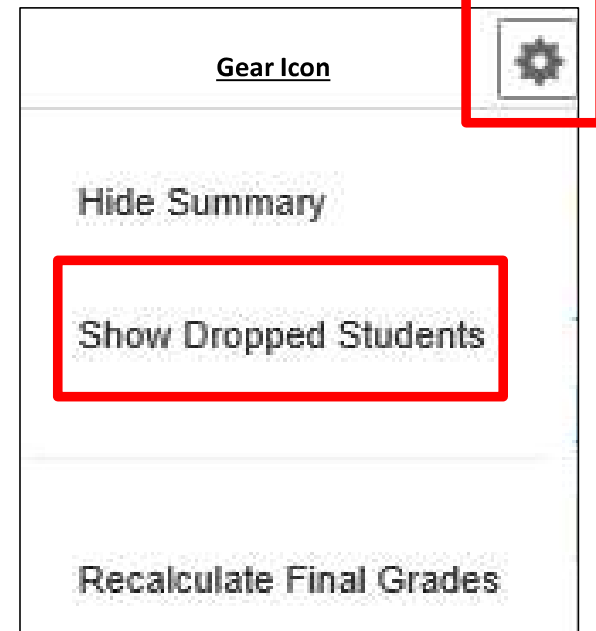 Gear Icon
Hide Summary
Show Dropped Students
Recalculate Final Grades